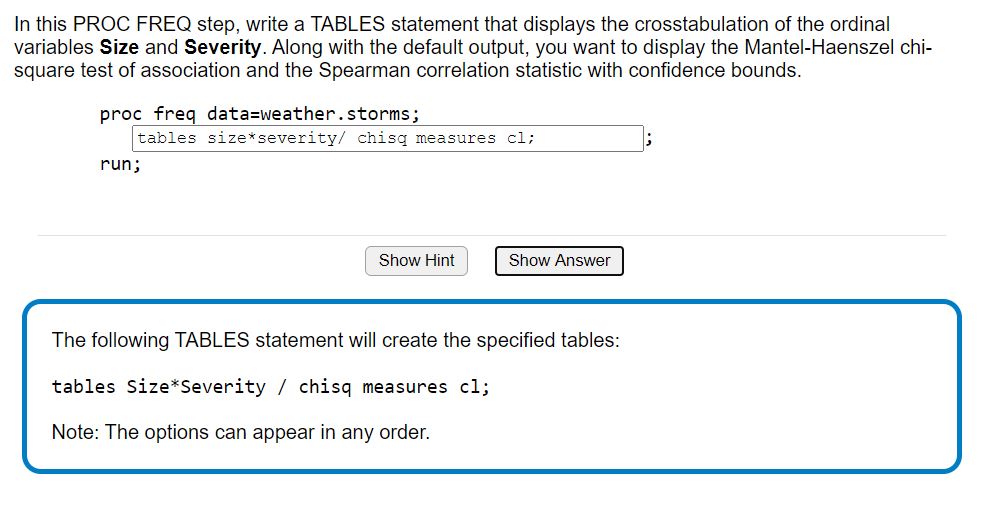 In this PROC FREQ step, write a TABLES statement that displays the crosstabulation of the ordinal
variables Size and Severity. Along with the default output, you want to display the Mantel-Haenszel chi-
square test of association and the Spearman correlation statistic with confidence bounds.
proc freq data=weather.storms;
tables size*severity/ chisq measures cl; ;
run;
Show Hint Show Answer
The following TABLES statement will create the specified tables:
tables Size*Severity / chisq measures cl;
Note: The options can appear in any order.